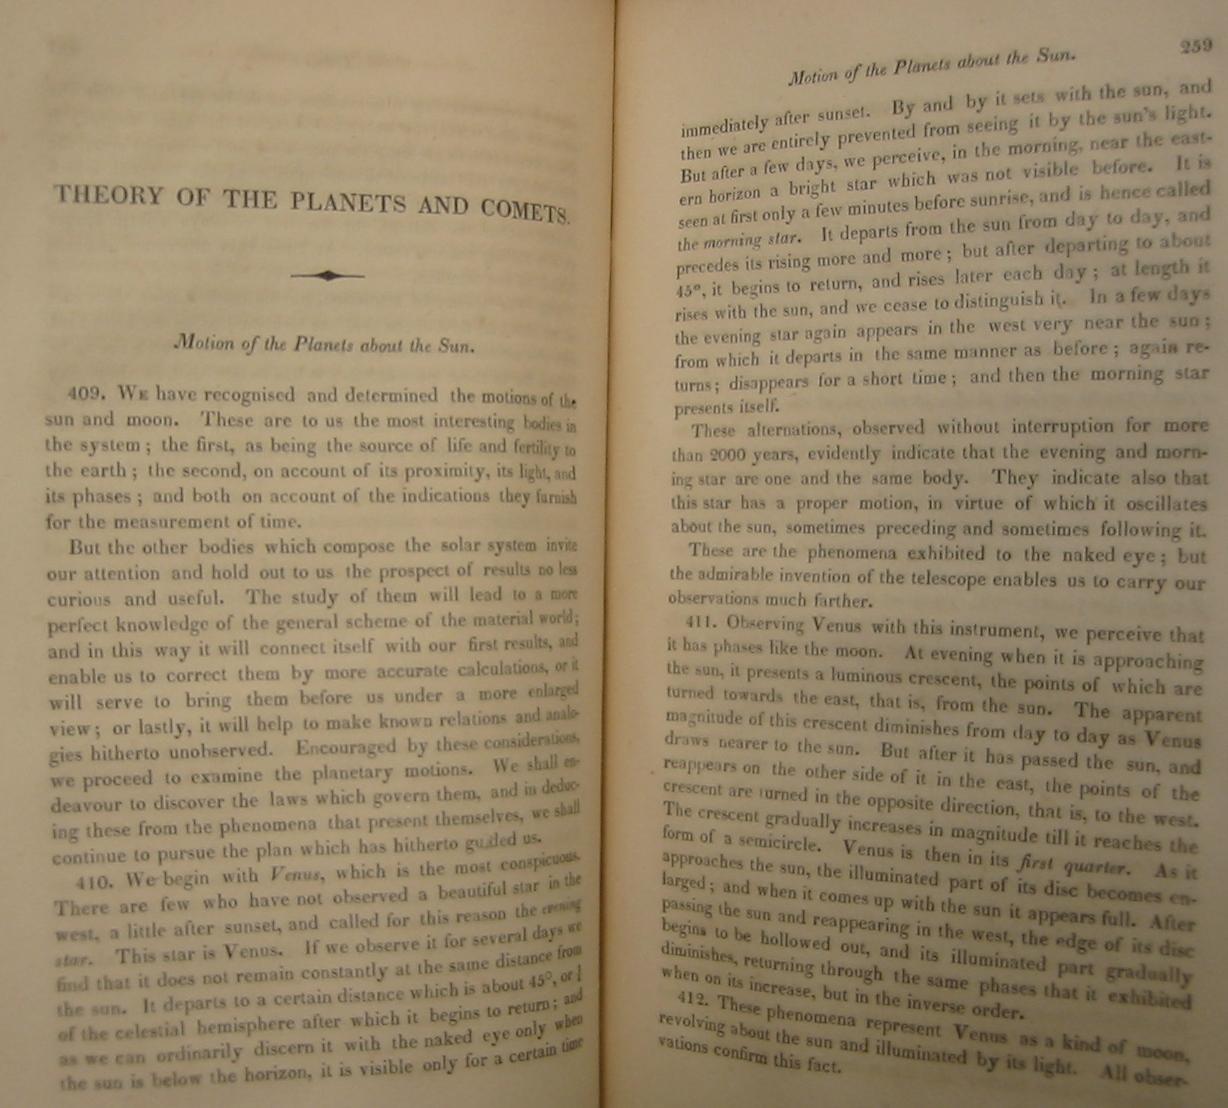 THEORY OF THE PLANETS AND COMETS.
Motion of the Planets about the Sun.
409. WE have recognised and determined the motions of the
sun and moon. These are to us the most interesting bodies in
the system; the first, as being the source of life and fertility to
the earth; the second, on account of its proximity, its light, and
its phases; and both on account of the indications they furnish
for the measurement of time.
But the other bodies which compose the solar system invite
our attention and hold out to us the prospect of results no less
curious and useful. The study of them will lead to a more
perfect knowledge of the general scheme of the material world;
and in this way it will connect itself with our first results, and
enable us to correct them by more accurate calculations, or it
will serve to bring them before us under a more enlarged
view; or lastly, it will help to make known relations and analo-
gies hitherto unobserved. Encouraged by these considerations,
we proceed to examine the planetary motions. We shall en-
deavour to discover the laws which govern them, and in deduc-
ing these from the phenomena that present themselves, we shall
continue to pursue the plan which has hitherto guided us.
410. We begin with Venus, which is the most conspicuous.
There are few who have not observed a beautiful star in the
west, a little after sunset, and called for this reason the evening
star. This star is Venus. If we observe it for several days we
find that it does not remain constantly at the same distance from
the sun. It departs to a certain distance which is about 45°, or ¼
of the celestial hemisphere after which it begins to return; and
as we can ordinarily discern it with the naked eye only when
the sun is below the horizon, it is visible only for a certain time
Motion of the Planets about the Sun. 259
immediately after sunset. By and by it sets with the sun, and
then we are entirely prevented from seeing it by the sun's light.
But after a few days, we perceive, in the morning, near the east-
ern horizon a bright star which was not visible before. It is
seen at first only a few minutes before sunrise, and is hence called
the morning star. It departs from the sun from day to day, and
precedes its rising more and more; but after departing to about
45°, it begins to return, and rises later each day; at length it
rises with the sun, and we cease to distinguish it. In a few days
the evening star again appears in the west very near the sun;
from which it departs in the same manner as before; again re-
turns; disappears for a short time; and then the morning star
presents itself.
These alternations, observed without interruption for more
than 2000 years, evidently indicate that the evening and morn-
ing star are one and the same body. They indicate also that
this star has a proper motion, in virtue of which it oscillates
about the sun, sometimes preceding and sometimes following it.
These are the phenomena exhibited to the naked eye; but
the admirable invention of the telescope enables us to carry our
observations much farther.
411. Observing Venus with this instrument, we perceive that
it has phases like the moon. At evening when it is approaching
the sun, it presents a luminous crescent, the points of which are
turned towards the east, that is, from the sun. The apparent
magnitude of this crescent diminishes from day to day as Venus
draws nearer to the sun. But after it has passed the sun, and
reappears on the other side of it in the east, the points of the
crescent are turned in the opposite direction, that is, to the west.
The crescent gradually increases in magnitude till it reaches the
form of a semicircle. Venus is then in its first quarter. As it
approaches the sun, the illuminated part of its disc becomes en-
larged; and when it comes up with the sun it appears full. After
passing the sun and reappearing in the west, the edge of its disc
begins to be hollowed out, and its illuminated part gradually
diminishes, returning through the same phases that it exhibited
when on its increase, but in the inverse order.
412. These phenomena represent Venus as a kind of moon,
revolving about the sun and illuminated by its light. All obser-
vations confirm this fact.